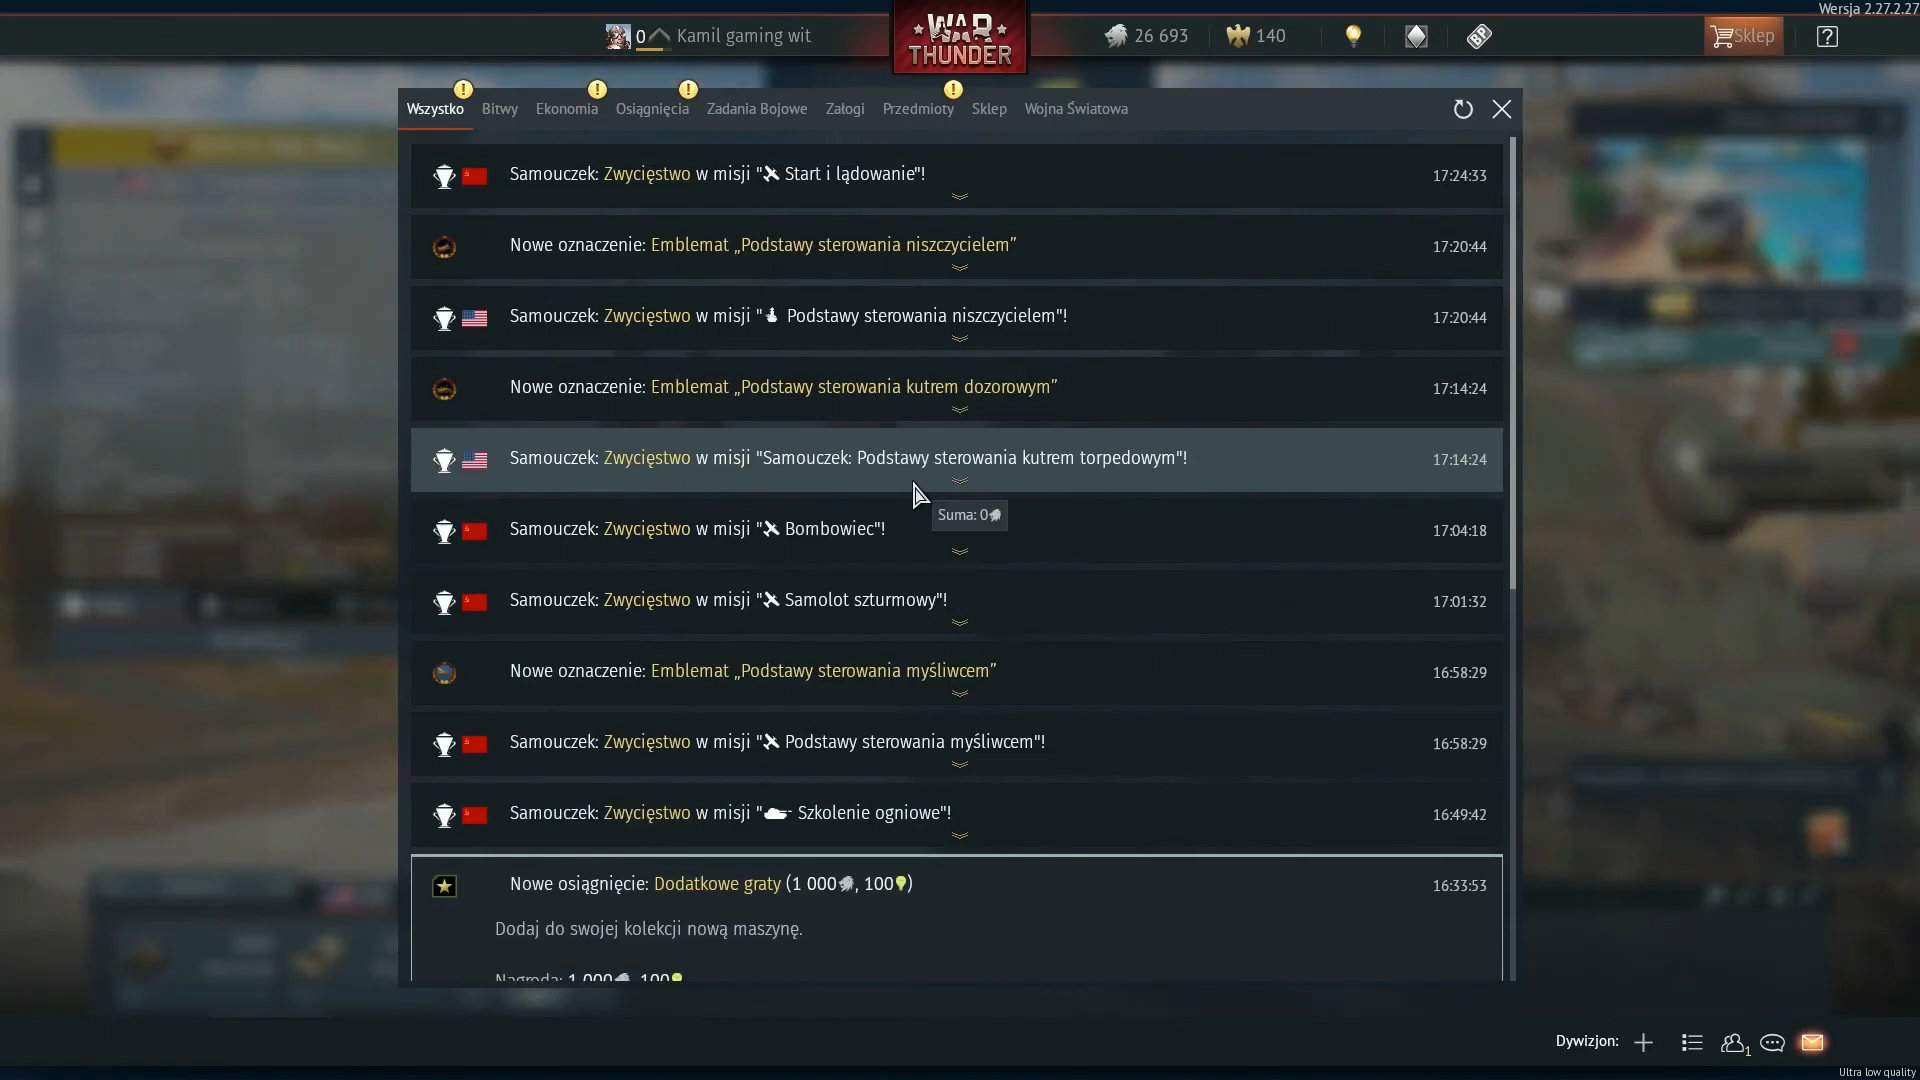 Wersja 2.27.2.27
0 Kamil gaming wit
WAR THUNDER
26 693
140
BP
Sklep
Wszystko Bitwy Ekonomia Osiągnięcia Zadania Bojowe Załogi Przedmioty Sklep Wojna Światowa
Samouczek: Zwycięstwo w misji "Start i lądowanie"! 17:24:33
Nowe oznaczenie: Emblemat „Podstawy sterowania niszczycielem” 17:20:44
Samouczek: Zwycięstwo w misji "Podstawy sterowania niszczycielem"! 17:20:44
Nowe oznaczenie: Emblemat „Podstawy sterowania kutrem dozorowym” 17:14:24
Samouczek: Zwycięstwo w misji "Samouczek: Podstawy sterowania kutrem torpedowym"! 17:14:24
Suma: 0
Samouczek: Zwycięstwo w misji "Bombowiec"! 17:04:18
Samouczek: Zwycięstwo w misji "Samolot szturmowy"! 17:01:32
Nowe oznaczenie: Emblemat „Podstawy sterowania myśliwcem” 16:58:29
Samouczek: Zwycięstwo w misji "Podstawy sterowania myśliwcem"! 16:58:29
Samouczek: Zwycięstwo w misji "Szkolenie ogniowe"! 16:49:42
Nowe osiągnięcie: Dodatkowe graty (1 000, 100) 16:33:53
Dodaj do swojej kolekcji nową maszynę.
Nagroda: 1 000, 100
Dywizjon:
1
Ultra low quality